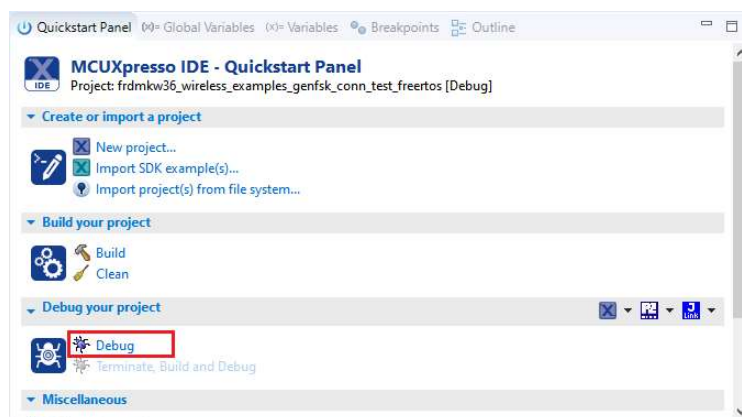 Quickstart Panel (x)= Global Variables (x)= Variables Breakpoints Outline
IDE
MCUXpresso IDE - Quickstart Panel
Project: frdmkw36_wireless_examples_genfsk_conn_test_freertos [Debug]
Create or import a project
New project...
Import SDK example(s)...
Import project(s) from file system...
Build your project
Build
Clean
Debug your project
Link
Debug
Terminate, Build and Debug
Miscellaneous